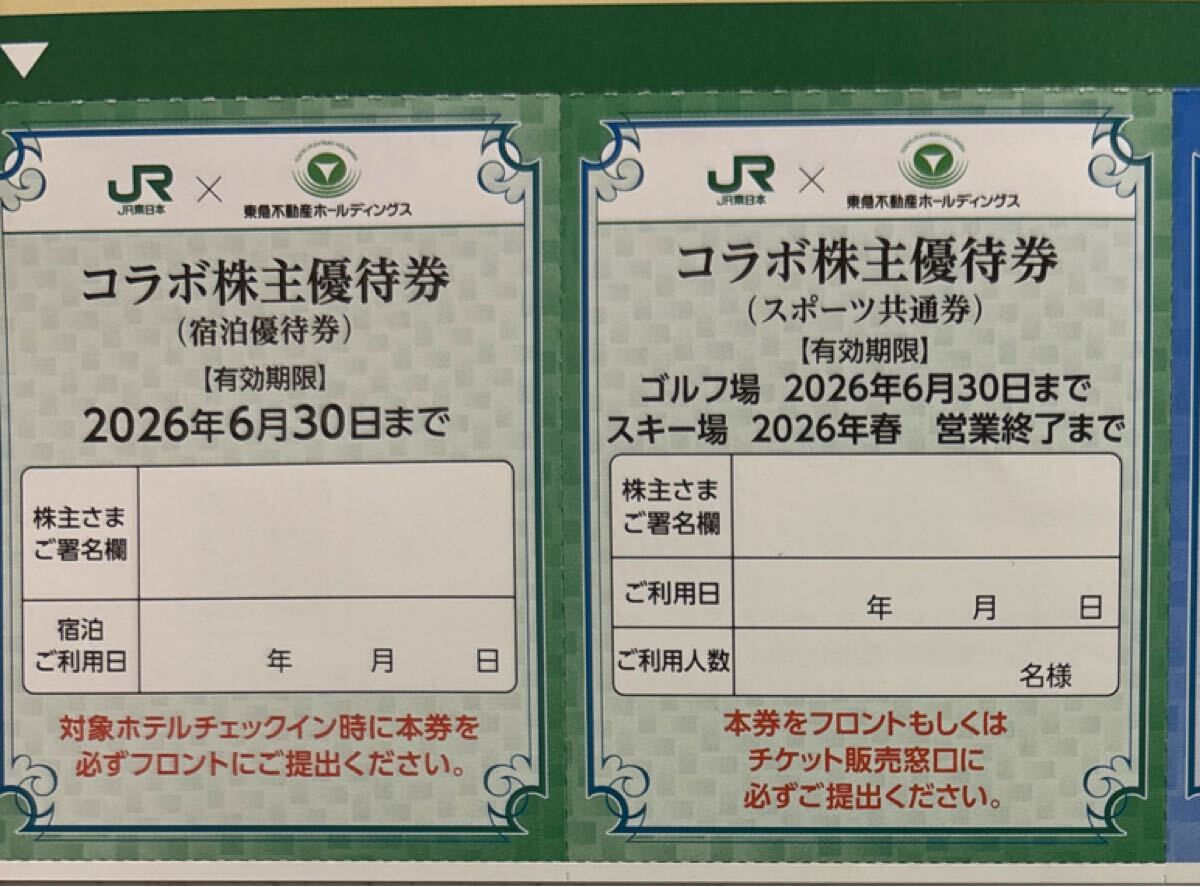 JR
JR東日本
×
TOKYU FUDOSAN HOLDINGS
東急不動産ホールディングス
コラボ株主優待券
(宿泊優待券)
【有効期限】
2026年6月30日まで
株主さま
ご署名欄
宿泊
ご利用日
年 月 日
対象ホテルチェックイン時に本券を
必ずフロントにご提出ください。
JR
JR東日本
×
東急不動産ホールディングス
コラボ株主優待券
(スポーツ共通券)
【有効期限】
ゴルフ場 2026年6月30日まで
スキー場 2026年春 営業終了まで
株主さま
ご署名欄
ご利用日
年 月 日
ご利用人数
名様
本券をフロントもしくは
チケット販売窓口に
必ずご提出ください。